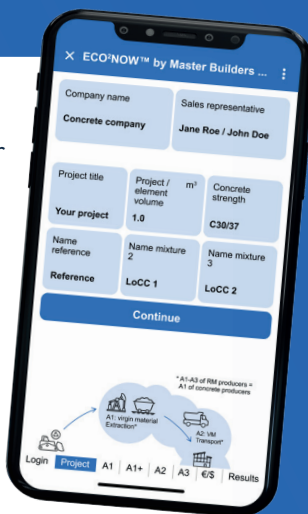 ECO²NOW™ by Master Builders ...
Company name
Concrete company
Sales representative
Jane Roe / John Doe
Project title
Your project
Project / element volume
m³
1.0
Concrete strength
C30/37
Name reference
Reference
Name mixture 2
LoCC 1
Name mixture 3
LoCC 2
Continue
* A1-A3 of RM producers =
A1 of concrete producers
A1: virgin material
Extraction*
A2: VM
Transport*
Login Project A1 A1+ A2 A3 €/$ Results